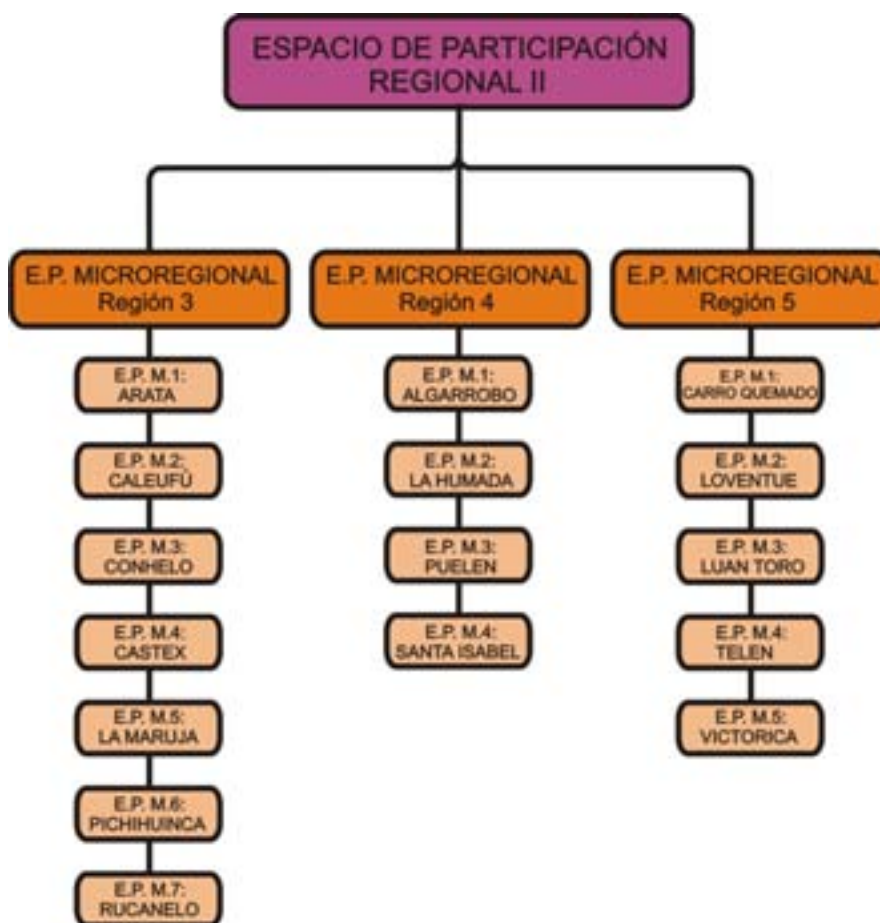 ESPACIO DE PARTICIPACIÓN
REGIONAL II
E.P. MICROREGIONAL
Región 3
E.P. M.1:
ARATA
E.P. M.2:
CALEUFÚ
E.P. M.3:
CONHELO
E.P. M.4:
CASTEX
E.P. M.5:
LA MARUJA
E.P. M.6:
PICHIHUINCA
E.P. M.7:
RUCANELO
E.P. MICROREGIONAL
Región 4
E.P. M.1:
ALGARROBO
E.P. M.2:
LA HUMADA
E.P. M.3:
PUELEN
E.P. M.4:
SANTA ISABEL
E.P. MICROREGIONAL
Región 5
E.P. M.1:
CARRO QUEMADO
E.P. M.2:
LOVENTUE
E.P. M.3:
LUAN TORO
E.P. M.4:
TELEN
E.P. M.5:
VICTORICA